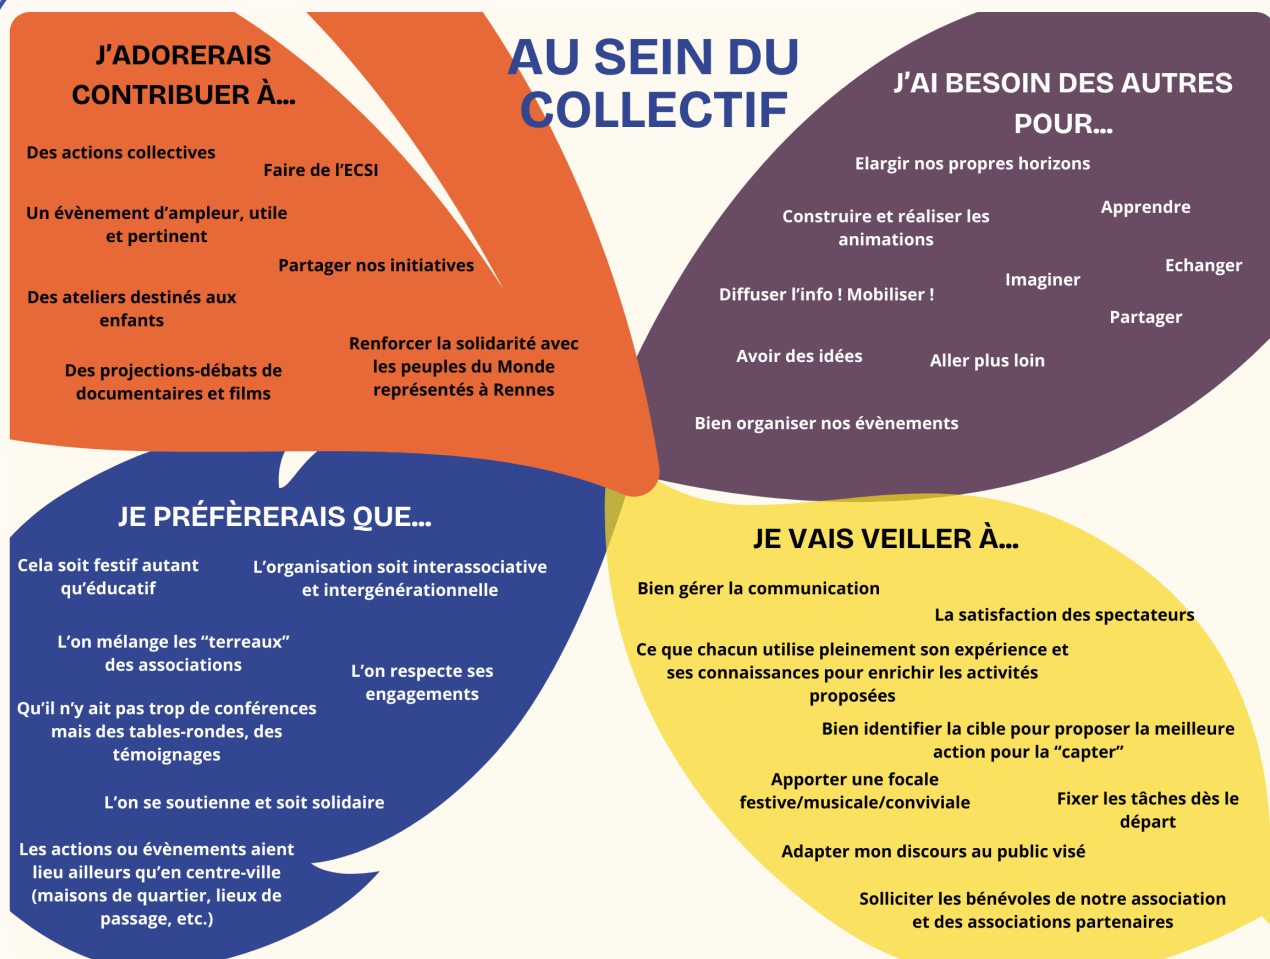 AU SEIN DU
COLLECTIF
J'ADORERAIS
CONTRIBUER À...
Des actions collectives
Faire de l'ECSI
Un évènement d'ampleur, utile
et pertinent
Partager nos initiatives
Des ateliers destinés aux
enfants
Renforcer la solidarité avec
les peuples du Monde
représentés à Rennes
Des projections-débats de
documentaires et films
J'AI BESOIN DES AUTRES
POUR...
Elargir nos propres horizons
Apprendre
Construire et réaliser les
animations
Echanger
Imaginer
Diffuser l'info ! Mobiliser !
Partager
Avoir des idées
Aller plus loin
Bien organiser nos évènements
JE PRÉFÈRERAIS QUE...
Cela soit festif autant
qu'éducatif
L'organisation soit interassociative
et intergénérationnelle
L'on mélange les “terreaux”
des associations
L'on respecte ses
engagements
Qu'il n'y ait pas trop de conférences
mais des tables-rondes, des
témoignages
L'on se soutienne et soit solidaire
Les actions ou évènements aient
lieu ailleurs qu'en centre-ville
(maisons de quartier, lieux de
passage, etc.)
JE VAIS VEILLER À...
Bien gérer la communication
La satisfaction des spectateurs
Ce que chacun utilise pleinement son expérience et
ses connaissances pour enrichir les activités
proposées
Bien identifier la cible pour proposer la meilleure
action pour la “capter”
Apporter une focale
festive/musicale/conviviale
Fixer les tâches dès le
départ
Adapter mon discours au public visé
Solliciter les bénévoles de notre association
et des associations partenaires